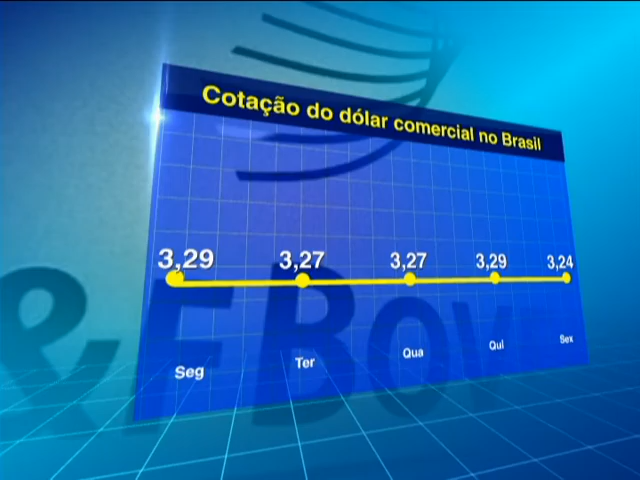 Cotação do dólar comercial no Brasil
3,29 3,27 3,27 3,29 3,24
Seg Ter Qua Qui Sex
&FBOV